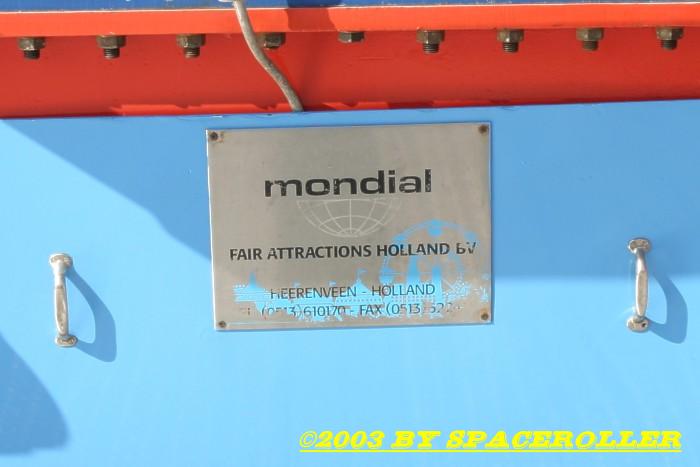 mondial
FAIR ATTRACTIONS HOLLAND BV
HEERENVEEN - HOLLAND
(0513) 610170 - FAX (0513)
©2003 BY SPACEROLLER